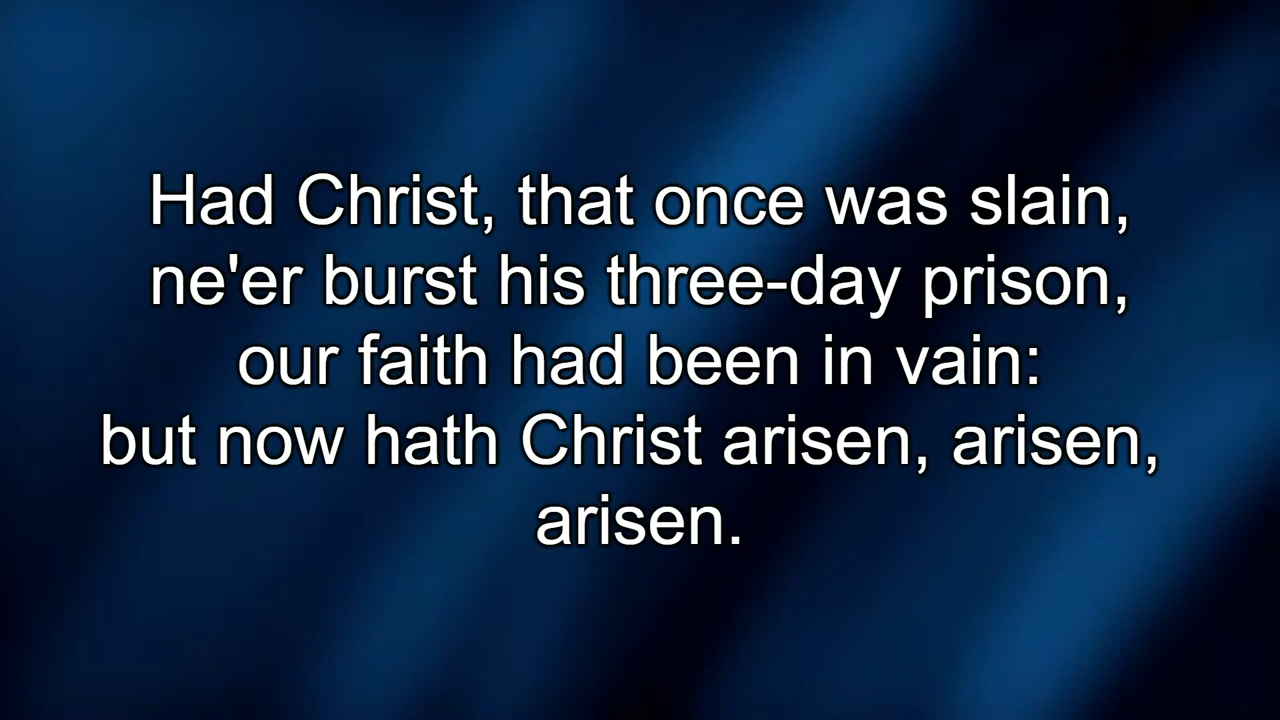 Had Christ, that once was slain,
ne'er burst his three-day prison,
our faith had been in vain:
but now hath Christ arisen, arisen,
arisen.